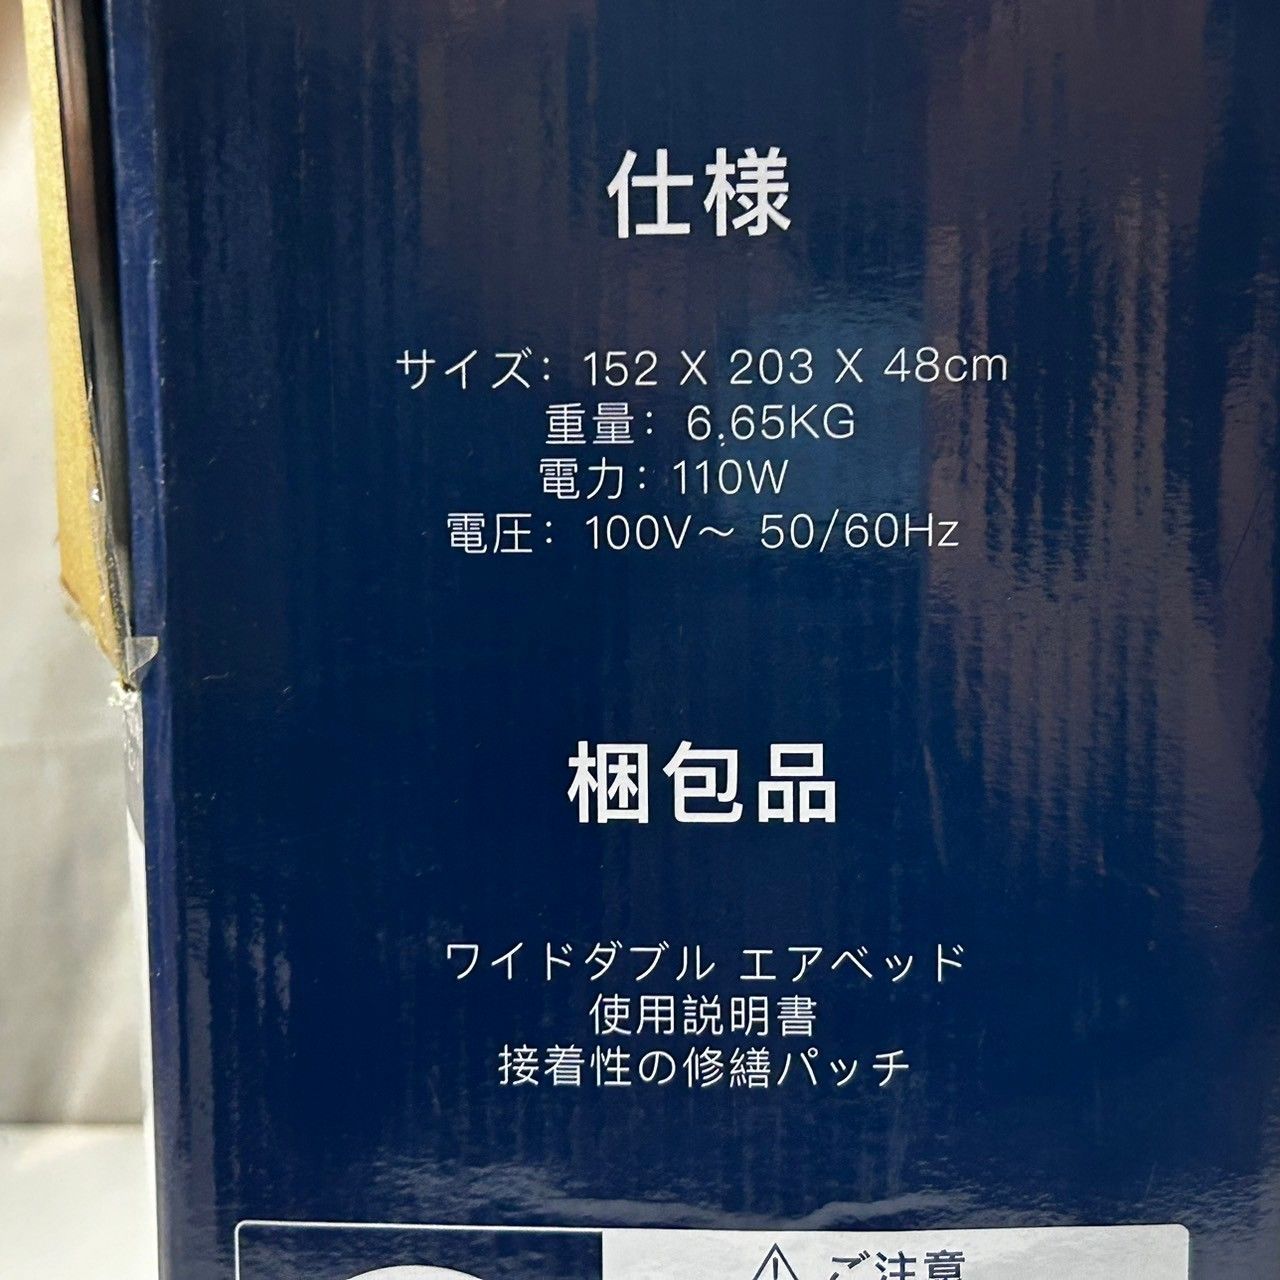 仕様
サイズ: 152 X 203 X 48cm
重量: 6.65KG
電力: 110W
電圧: 100V～ 50/60Hz
梱包品
ワイドダブル エアベッド
使用説明書
接着性の修繕パッチ
⚠ ご注意